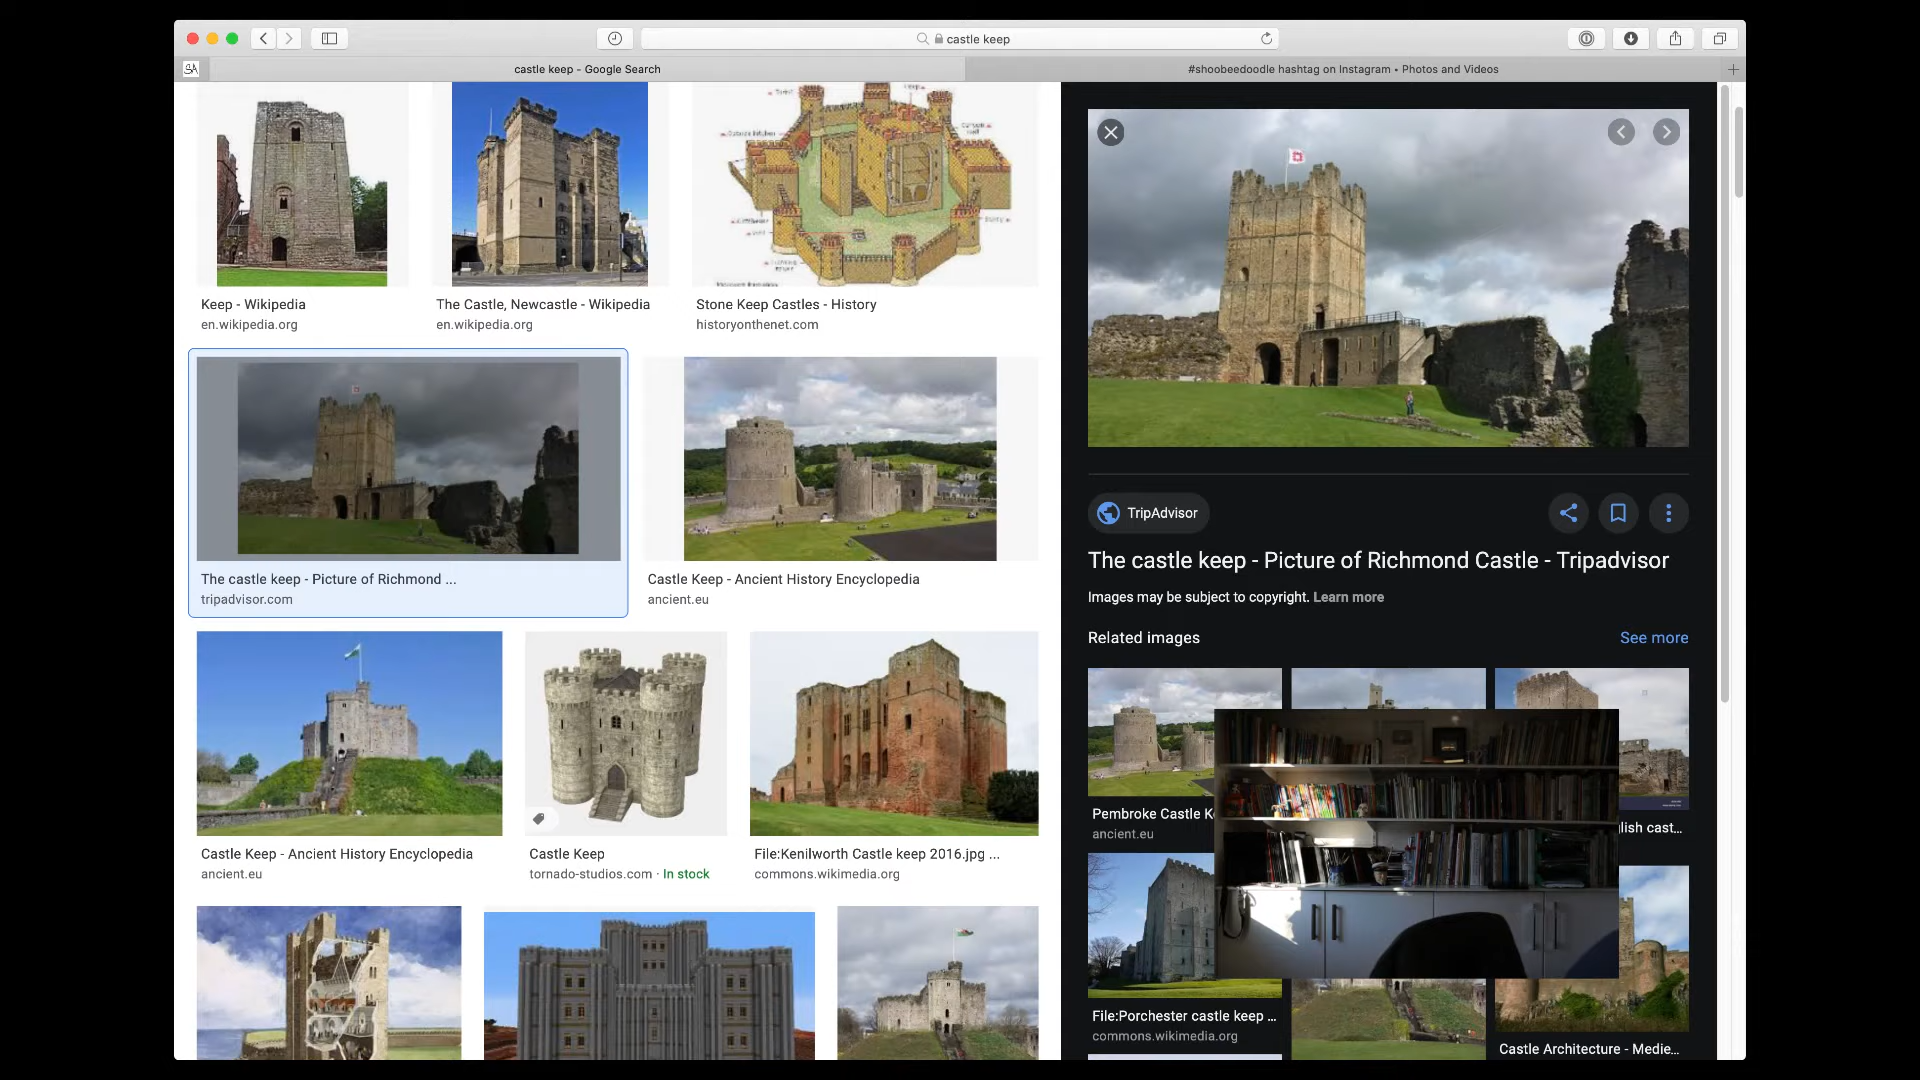 castle keep
castle keep - Google Search
#shoobeedoodle hashtag on Instagram • Photos and Videos
Keep - Wikipedia
en.wikipedia.org
The Castle, Newcastle - Wikipedia
en.wikipedia.org
Stone Keep Castles - History
historyonthenet.com
The castle keep - Picture of Richmond ...
tripadvisor.com
Castle Keep - Ancient History Encyclopedia
ancient.eu
Castle Keep - Ancient History Encyclopedia
ancient.eu
Castle Keep
tornado-studios.com · In stock
File:Kenilworth Castle keep 2016.jpg ...
commons.wikimedia.org
TripAdvisor
The castle keep - Picture of Richmond Castle - Tripadvisor
Images may be subject to copyright. Learn more
Related images
See more
Pembroke Castle K
ancient.eu
lish cast...
File:Porchester castle keep ...
commons.wikimedia.org
Castle Architecture - Medie...